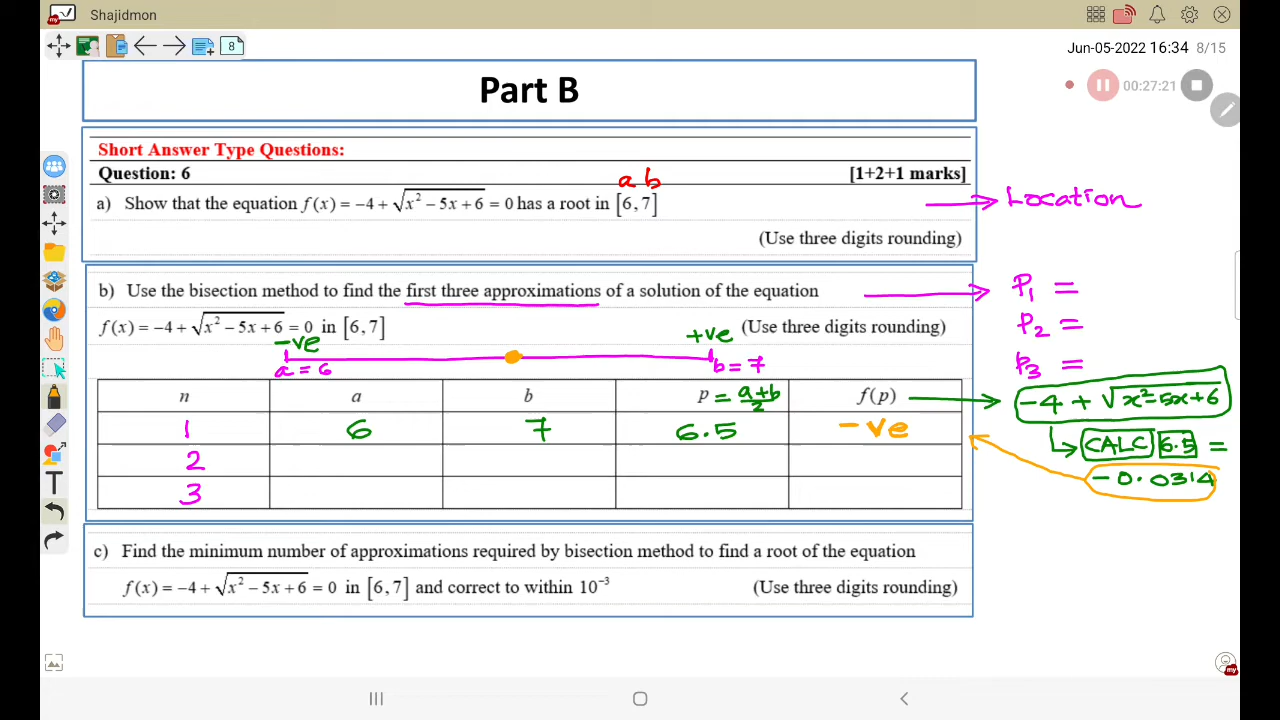 Shajidmon
8
Jun-05-2022 16:34 8/15
00:27:21
Part B
Short Answer Type Questions:
Question: 6 [1+2+1 marks]
a b
a) Show that the equation f(x) = −4 + √(x² − 5x + 6) = 0 has a root in [6, 7]
Location
(Use three digits rounding)
b) Use the bisection method to find the first three approximations of a solution of the equation
P₁ =
f(x) = −4 + √(x² − 5x + 6) = 0 in [6, 7] (Use three digits rounding)
P₂ =
−ve +ve
a = 6 b = 7
P₃ =
n a b p = a+b/2 f(p)
−4 + √x²−5x+6
1 6 7 6.5 −ve
CALC 6.5 =
2
−0.0314
3
c) Find the minimum number of approximations required by bisection method to find a root of the equation
f(x) = −4 + √(x² − 5x + 6) = 0 in [6, 7] and correct to within 10⁻³ (Use three digits rounding)